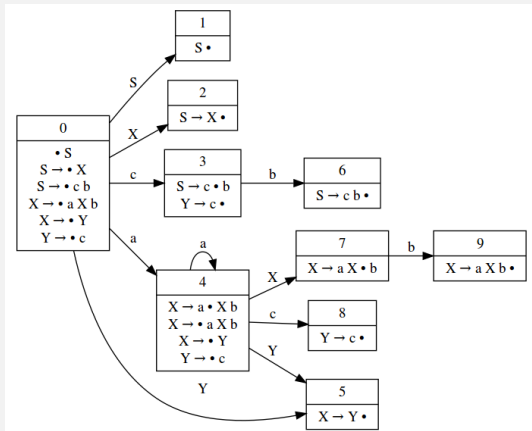 0
• S
S → • X
S → • c b
X → • a X b
X → • Y
Y → • c
S
1
S •
X
2
S → X •
c
3
S → c • b
Y → c •
b
6
S → c b •
a
a
4
X → a • X b
X → • a X b
X → • Y
Y → • c
X
7
X → a X • b
b
9
X → a X b •
c
8
Y → c •
Y
5
X → Y •
Y